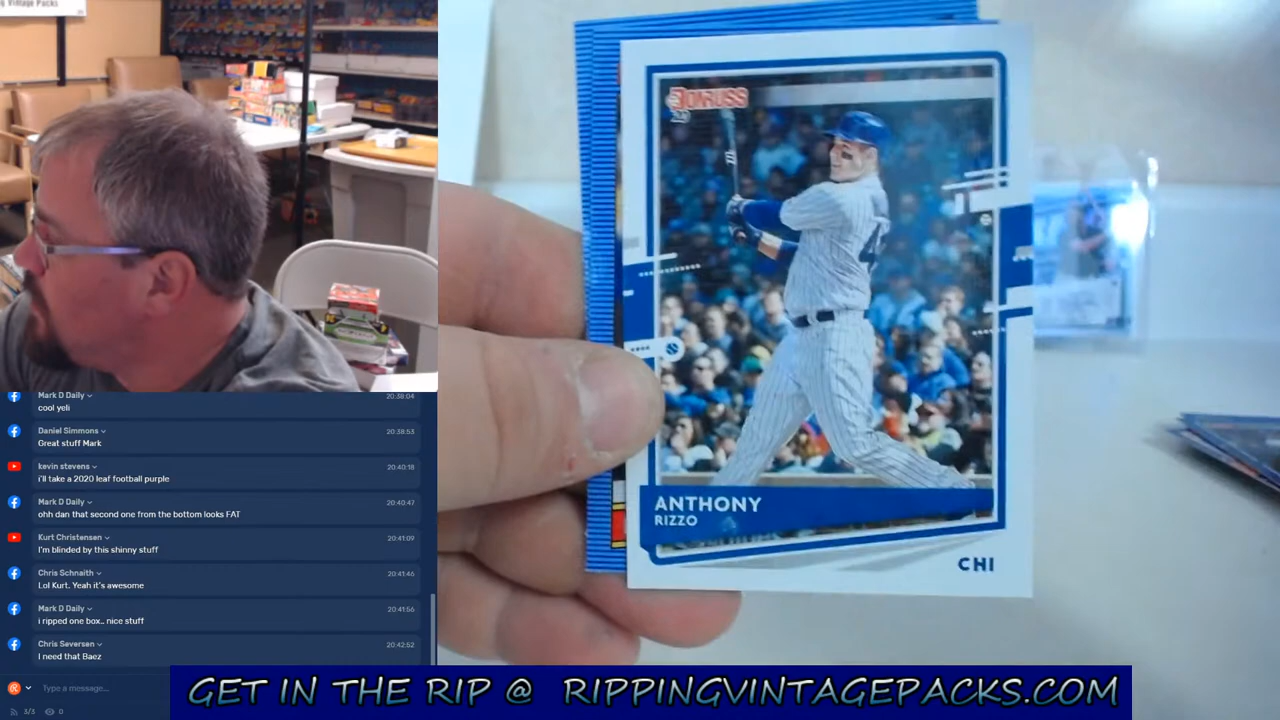 g Vintage Packs
Mark D Daily 20:38:04
cool yeli
Daniel Simmons 20:38:53
Great stuff Mark
kevin stevens 20:40:18
i'll take a 2020 leaf football purple
Mark D Daily 20:40:47
ohh dan that second one from the bottom looks FAT
Kurt Christensen 20:41:09
I'm blinded by this shinny stuff
Chris Schnaith 20:41:46
Lol Kurt. Yeah it's awesome
Mark D Daily 20:41:56
i ripped one box.. nice stuff
Chris Seversen 20:42:52
I need that Baez
Type a message...
3/3 0
DONRUSS
ANTHONY
RIZZO
CHI
GET IN THE RIP @ RIPPINGVINTAGEPACKS.COM